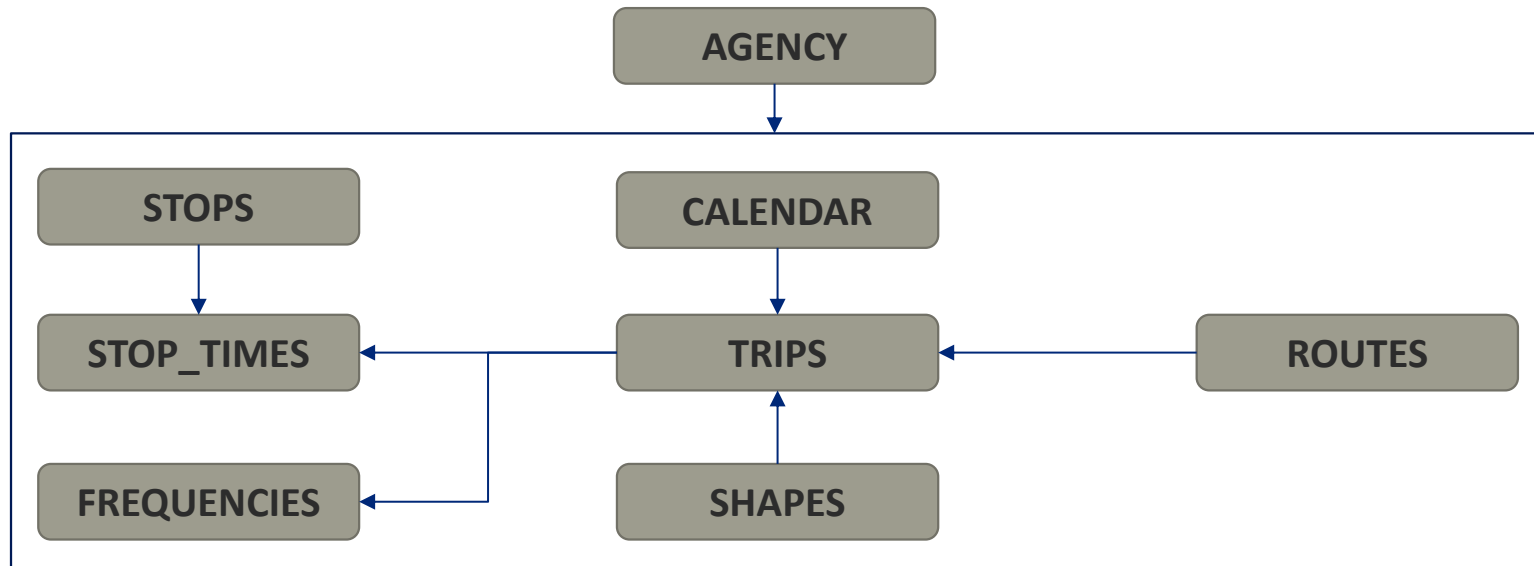 AGENCY
STOPS
CALENDAR
STOP_TIMES
TRIPS
ROUTES
FREQUENCIES
SHAPES